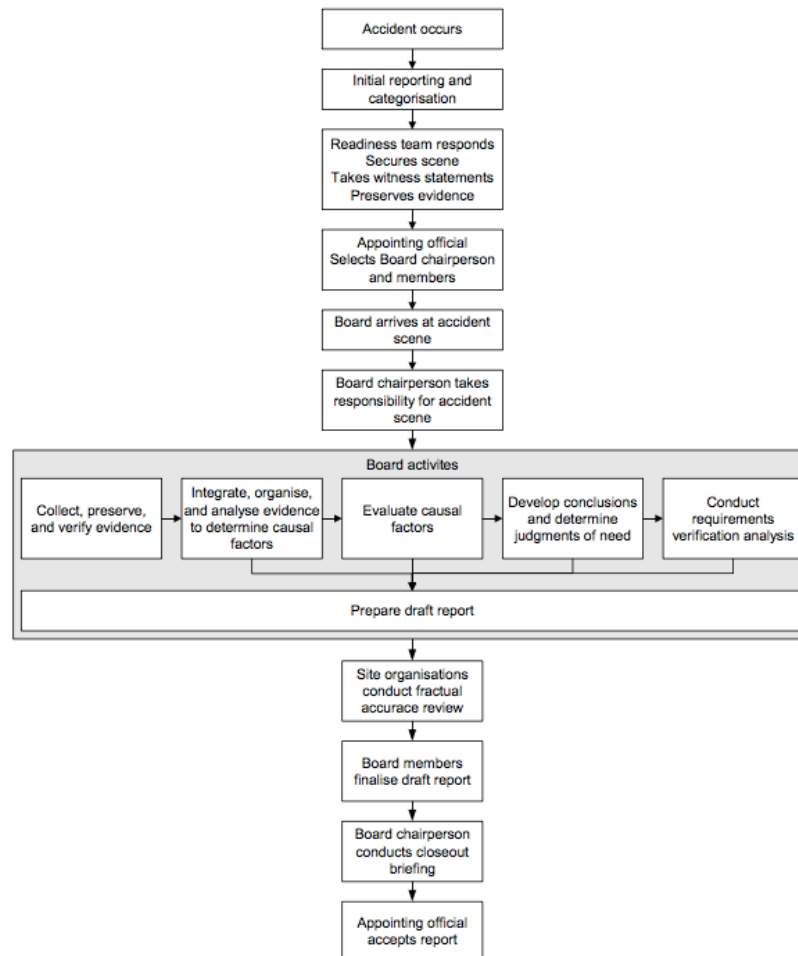 Accident occurs
Initial reporting and
categorisation
Readiness team responds
Secures scene
Takes witness statements
Preserves evidence
Appointing official
Selects Board chairperson
and members
Board arrives at accident
scene
Board chairperson takes
responsibility for accident
scene
Board activites
Collect, preserve,
and verify evidence
Integrate, organise,
and analyse evidence
to determine causal
factors
Evaluate causal
factors
Develop conclusions
and determine
judgments of need
Conduct
requirements
verification analysis
Prepare draft report
Site organisations
conduct fractual
accurace review
Board members
finalise draft report
Board chairperson
conducts closeout
briefing
Appointing official
accepts report